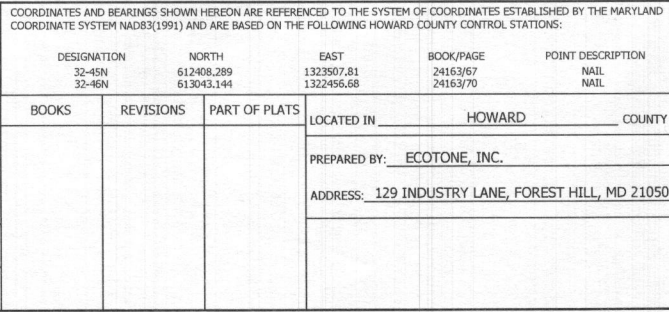 COORDINATES AND BEARINGS SHOWN HEREON ARE REFERENCED TO THE SYSTEM OF COORDINATES ESTABLISHED BY THE MARYLAND
COORDINATE SYSTEM NAD83(1991) AND ARE BASED ON THE FOLLOWING HOWARD COUNTY CONTROL STATIONS:
DESIGNATION NORTH EAST BOOK/PAGE POINT DESCRIPTION
32-45N 612408.289 1323507.81 24163/67 NAIL
32-46N 613043.144 1322456.68 24163/70 NAIL
BOOKS REVISIONS PART OF PLATS
LOCATED IN HOWARD COUNTY
PREPARED BY: ECOTONE, INC.
ADDRESS: 129 INDUSTRY LANE, FOREST HILL, MD 21050